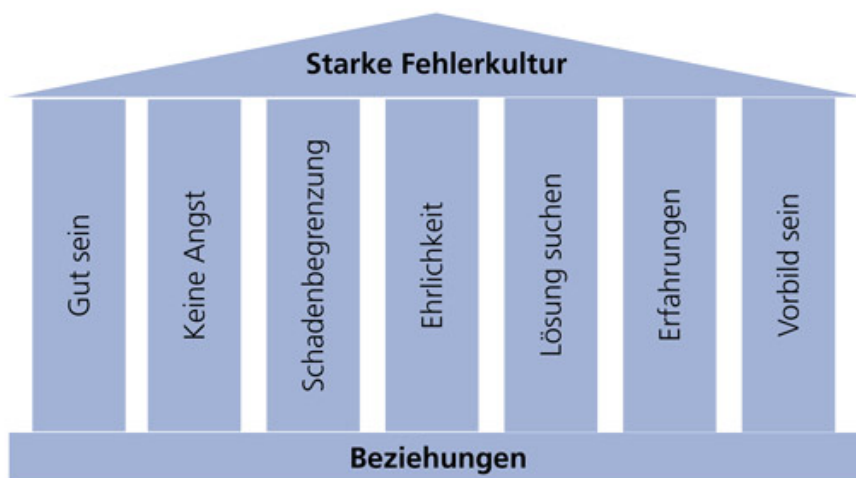 Starke Fehlerkultur
Gut sein
Keine Angst
Schadenbegrenzung
Ehrlichkeit
Lösung suchen
Erfahrungen
Vorbild sein
Beziehungen